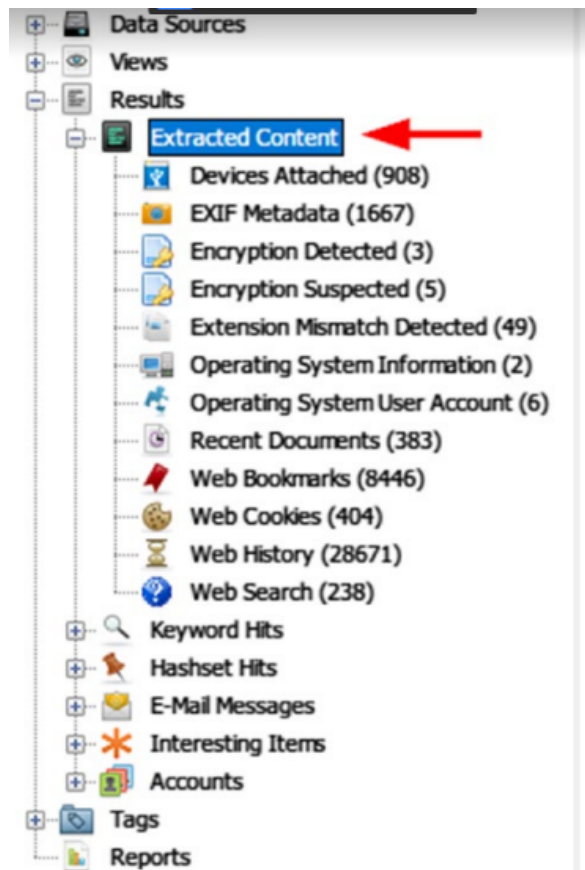 Data Sources
Views
Results
Extracted Content
Devices Attached (908)
EXIF Metadata (1667)
Encryption Detected (3)
Encryption Suspected (5)
Extension Mismatch Detected (49)
Operating System Information (2)
Operating System User Account (6)
Recent Documents (383)
Web Bookmarks (8446)
Web Cookies (404)
Web History (28671)
Web Search (238)
Keyword Hits
Hashset Hits
E-Mail Messages
Interesting Items
Accounts
Tags
Reports